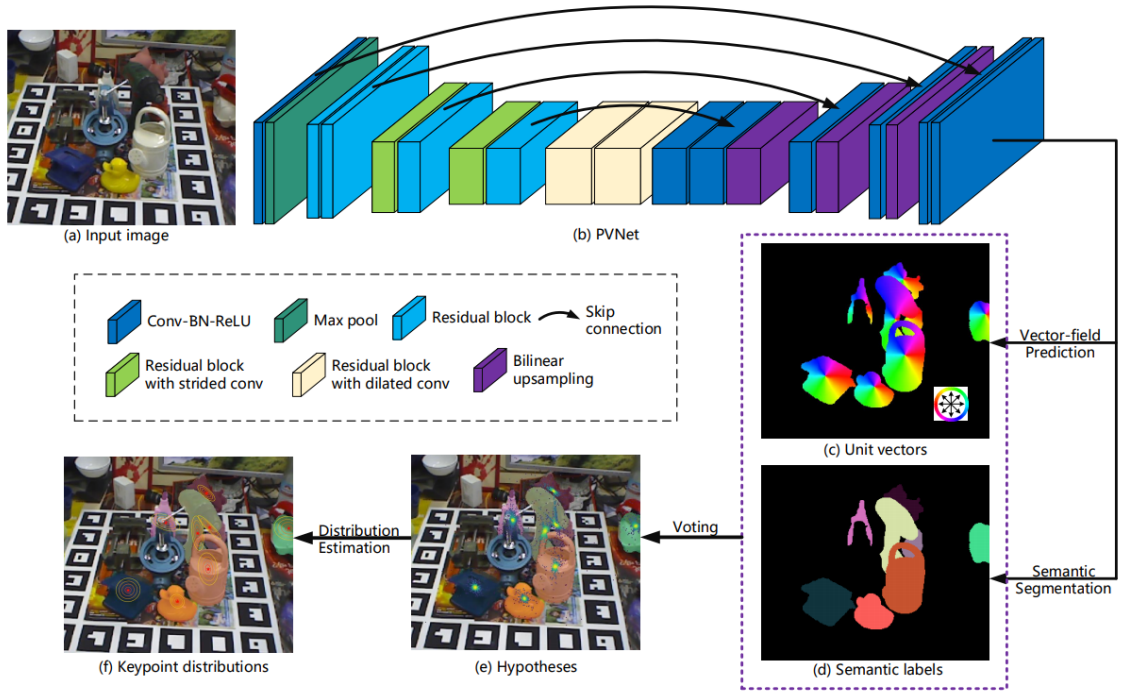 (a) Input image
(b) PVNet
Conv-BN-ReLU
Max pool
Residual block
Skip
connection
Residual block
with strided conv
Residual block
with dilated conv
Bilinear
upsampling
Vector-field
Prediction
(c) Unit vectors
Semantic
Segmentation
(d) Semantic labels
Voting
(e) Hypotheses
Distribution
Estimation
(f) Keypoint distributions